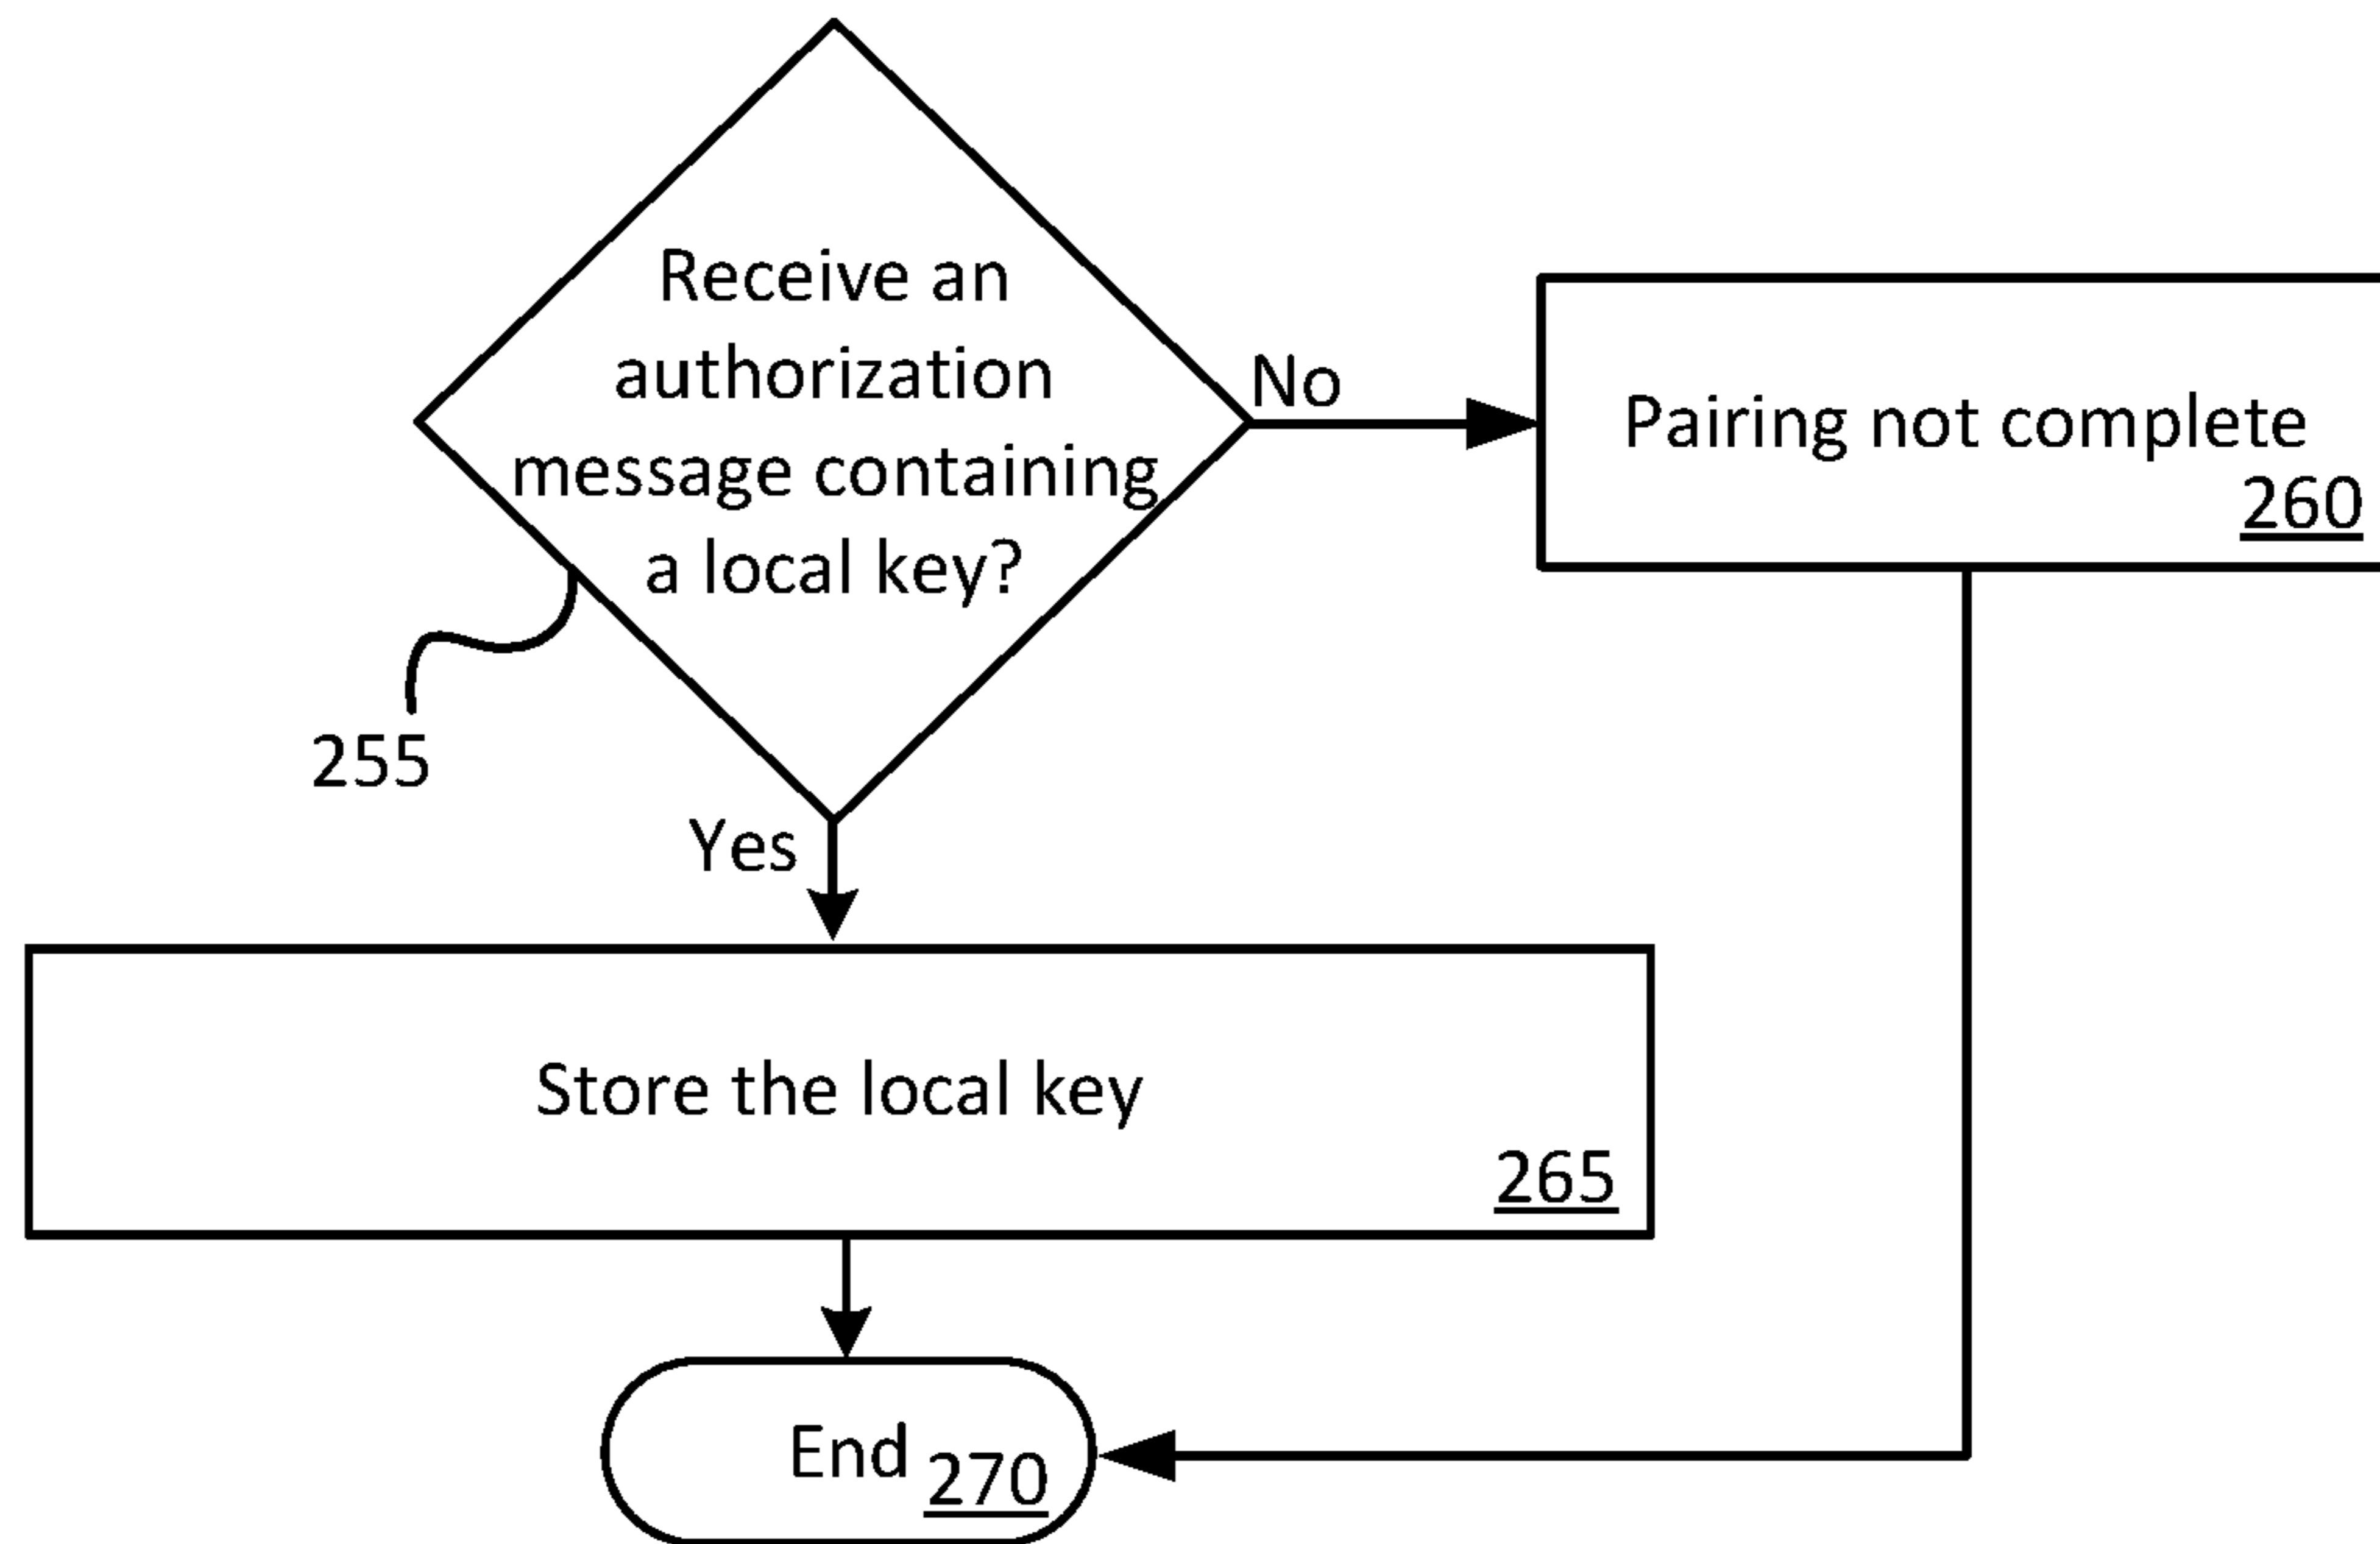 Receive an
authorization
message containing
a local key?
255
No
Pairing not complete
260
Yes
Store the local key
265
End 270